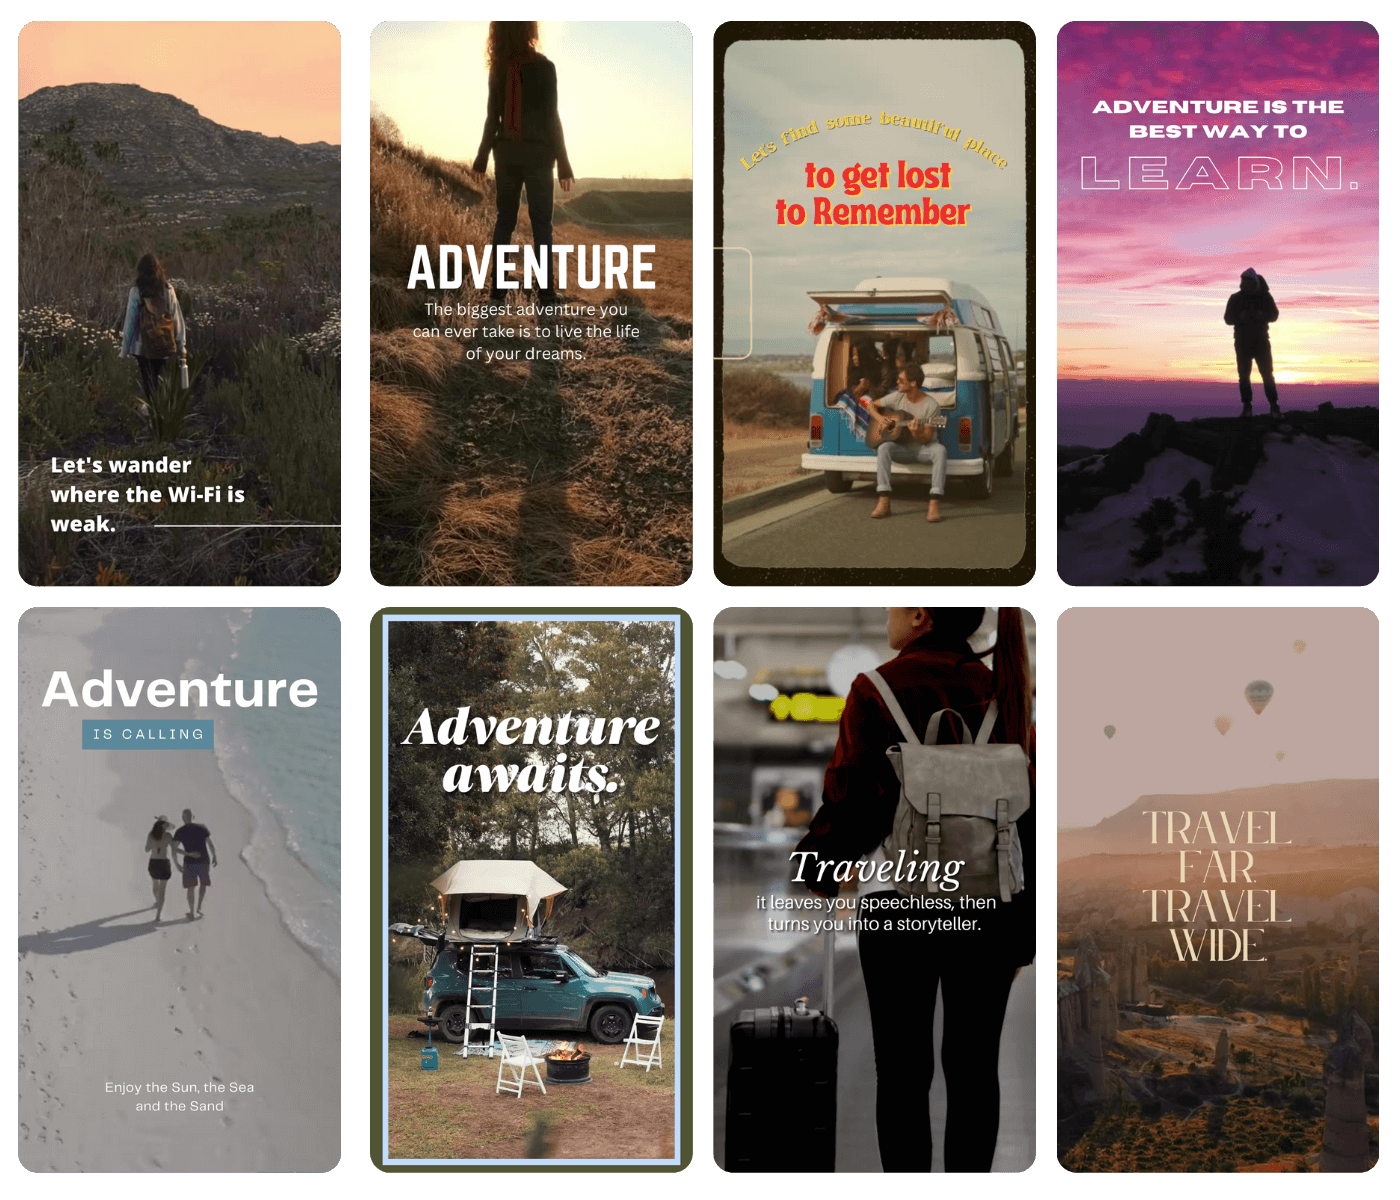 Let's wander
where the Wi-Fi is
weak.
ADVENTURE
The biggest adventure you
can ever take is to live the life
of your dreams.
Let's find some beautiful place
to get lost
to Remember
ADVENTURE IS THE
BEST WAY TO
LEARN.
Adventure
IS CALLING
Enjoy the Sun, the Sea
and the Sand
Adventure
awaits.
Traveling
it leaves you speechless, then
turns you into a storyteller.
TRAVEL
FAR.
TRAVEL
WIDE.